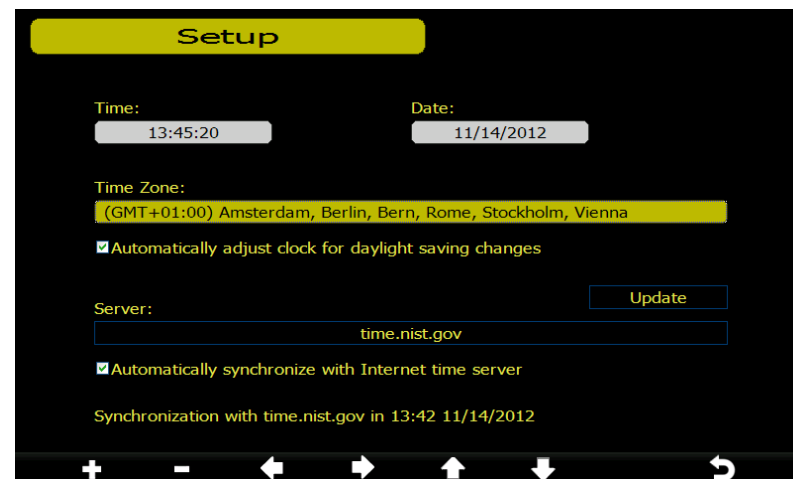 Setup
Time: Date:
13:45:20 11/14/2012
Time Zone:
(GMT+01:00) Amsterdam, Berlin, Bern, Rome, Stockholm, Vienna
Automatically adjust clock for daylight saving changes
Update
Server:
time.nist.gov
Automatically synchronize with Internet time server
Synchronization with time.nist.gov in 13:42 11/14/2012